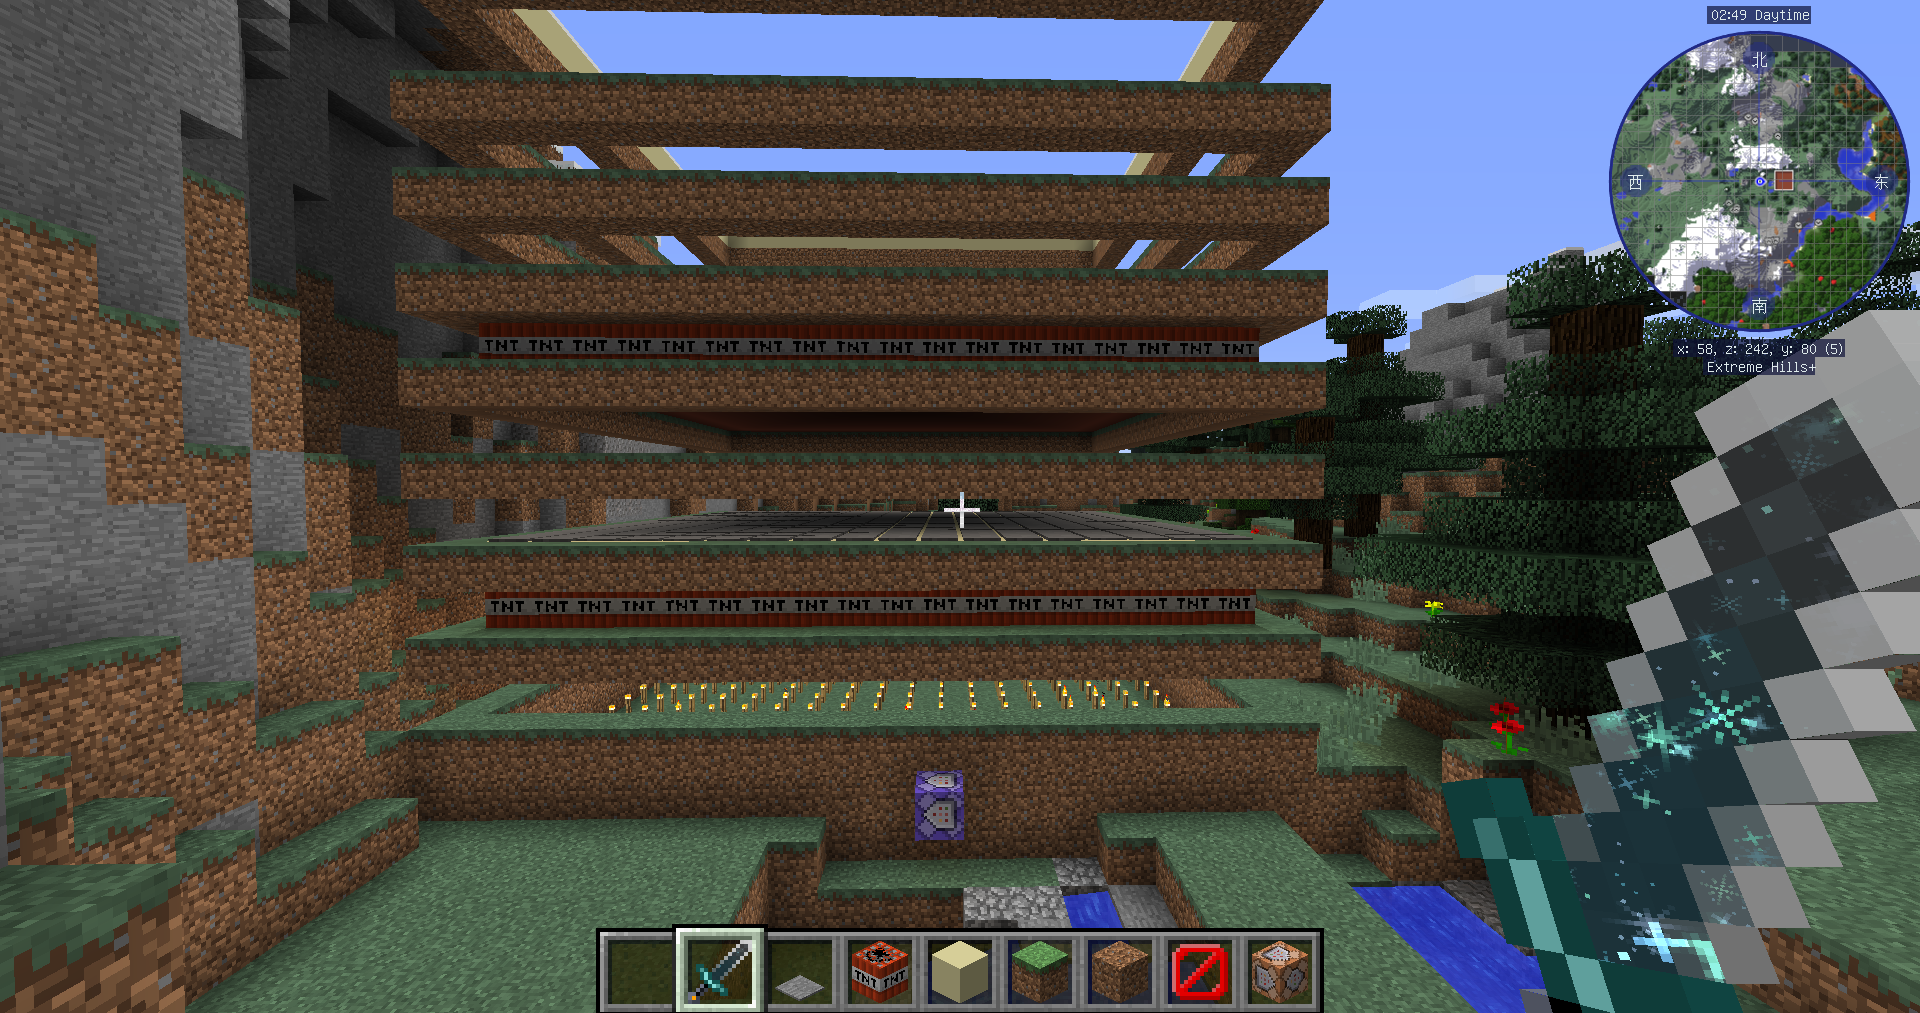 02:49 Daytime
北
西
东
南
x: 58, z: 242, y: 80 (5)
Extreme Hills+
TNT TNT TNT TNT TNT TNT TNT TNT TNT TNT TNT TNT TNT TNT TNT TNT TNT TNT
TNT TNT TNT TNT TNT TNT TNT TNT TNT TNT TNT TNT TNT TNT TNT TNT TNT TNT
TNT TNT